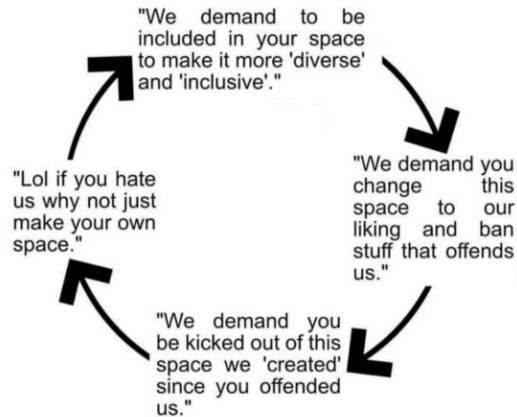 "We demand to be
included in your space
to make it more 'diverse'
and 'inclusive'."
"We demand you
change this
space to our
liking and ban
stuff that offends
us."
"We demand you
be kicked out of this
space we 'created'
since you offended
us."
"Lol if you hate
us why not just
make your own
space."